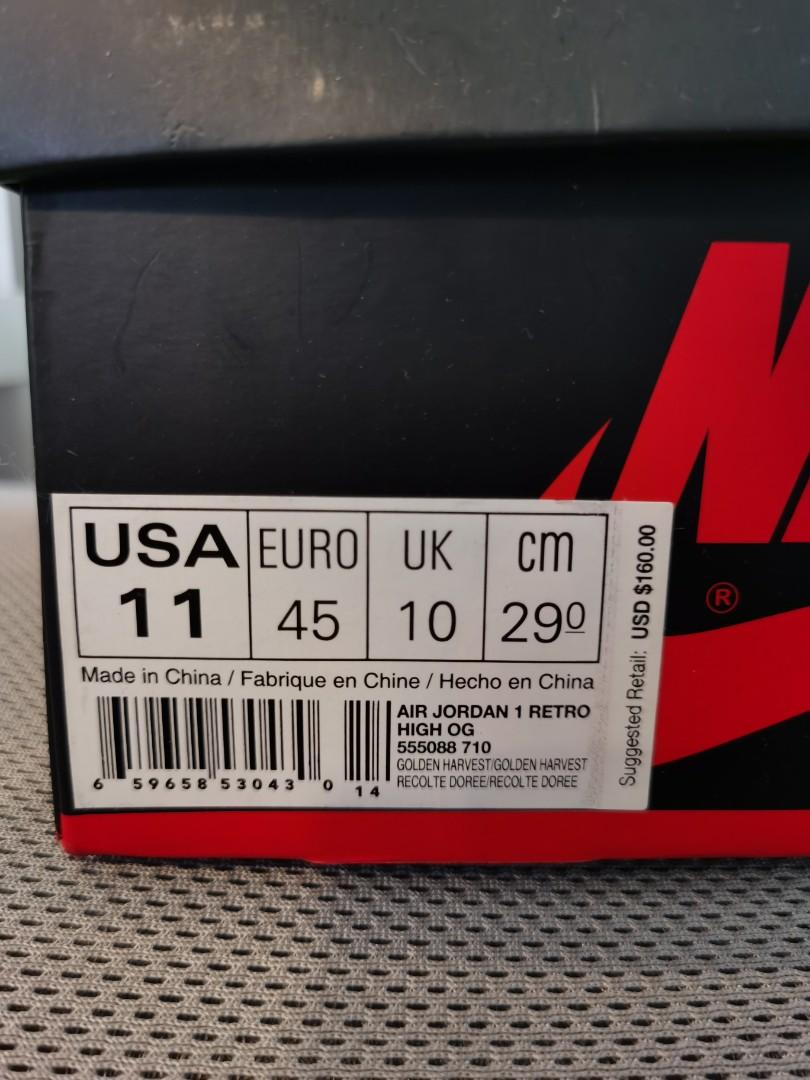 USA EURO UK cm
11 45 10 290
Made in China / Fabrique en Chine / Hecho en China
AIR JORDAN 1 RETRO
HIGH OG
555088 710
GOLDEN HARVEST/GOLDEN HARVEST
RECOLTE DOREE/RECOLTE DOREE
6 59658 53043 0 14
Suggested Retail: USD $160.00
®